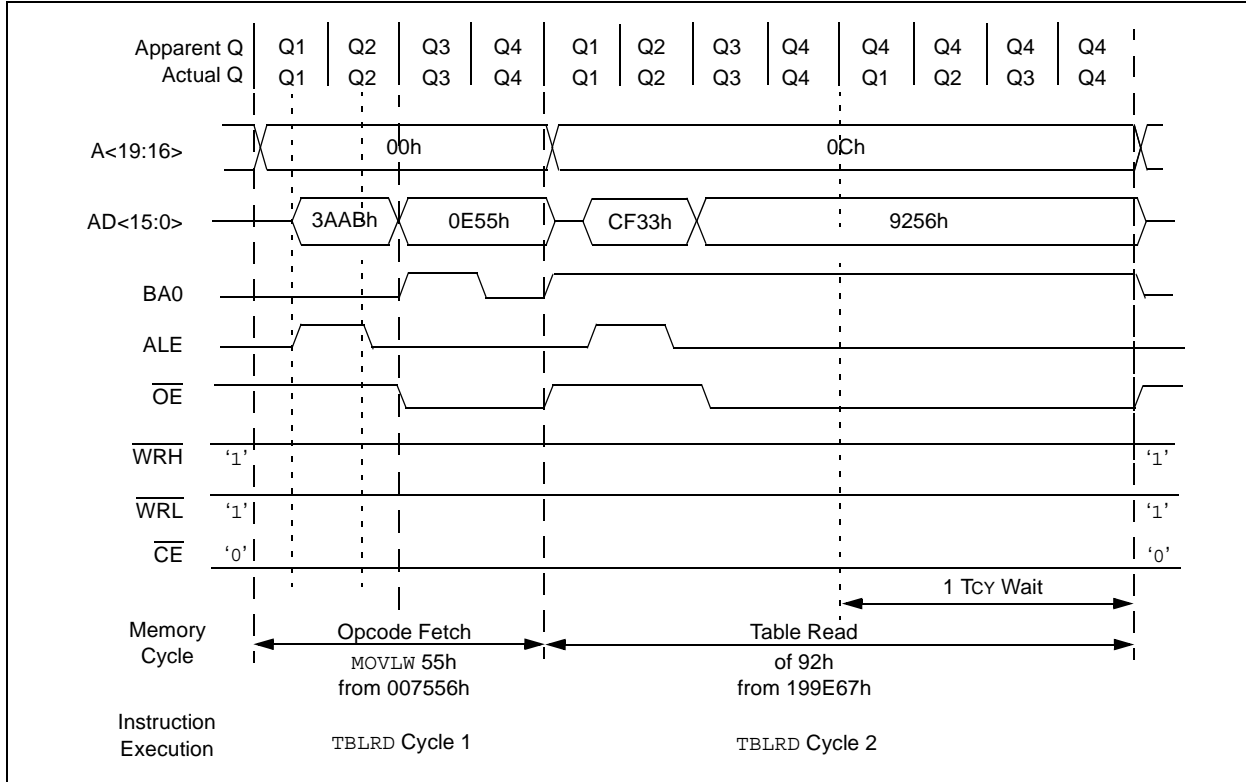 Apparent Q Q1 Q2 Q3 Q4 Q1 Q2 Q3 Q4 Q4 Q4 Q4 Q4
Actual Q Q1 Q2 Q3 Q4 Q1 Q2 Q3 Q4 Q1 Q2 Q3 Q4
A<19:16> 00h 0Ch
AD<15:0> 3AABh 0E55h CF33h 9256h
BA0
ALE
OE
WRH ‘1’ ‘1’
WRL ‘1’ ‘1’
CE ‘0’ ‘0’
1 TCY Wait
Memory
Cycle
Opcode Fetch
MOVLW 55h
from 007556h
Table Read
of 92h
from 199E67h
Instruction
Execution
TBLRD Cycle 1
TBLRD Cycle 2